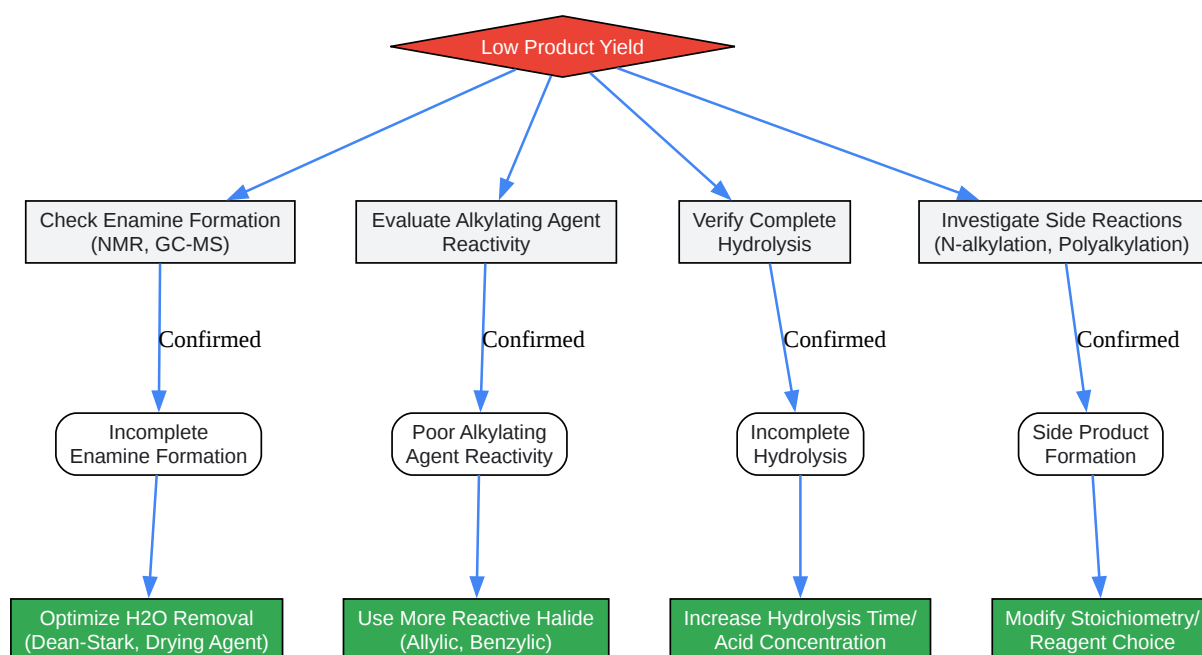 Low Product Yield
Check Enamine Formation
(NMR, GC-MS)
Evaluate Alkylating Agent
Reactivity
Verify Complete
Hydrolysis
Investigate Side Reactions
(N-alkylation, Polyalkylation)
Confirmed
Confirmed
Confirmed
Confirmed
Incomplete
Enamine Formation
Poor Alkylating
Agent Reactivity
Incomplete
Hydrolysis
Side Product
Formation
Optimize H2O Removal
(Dean-Stark, Drying Agent)
Use More Reactive Halide
(Allylic, Benzylic)
Increase Hydrolysis Time/
Acid Concentration
Modify Stoichiometry/
Reagent Choice